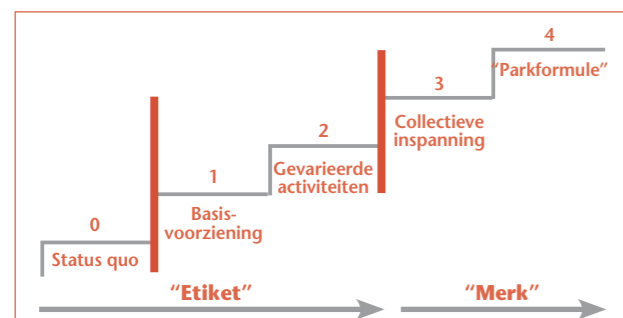 4
"Parkformule"
3
Collectieve
inspanning
2
Gevarieerde
activiteiten
1
Basis-
voorziening
0
Status quo
"Etiket"
"Merk"